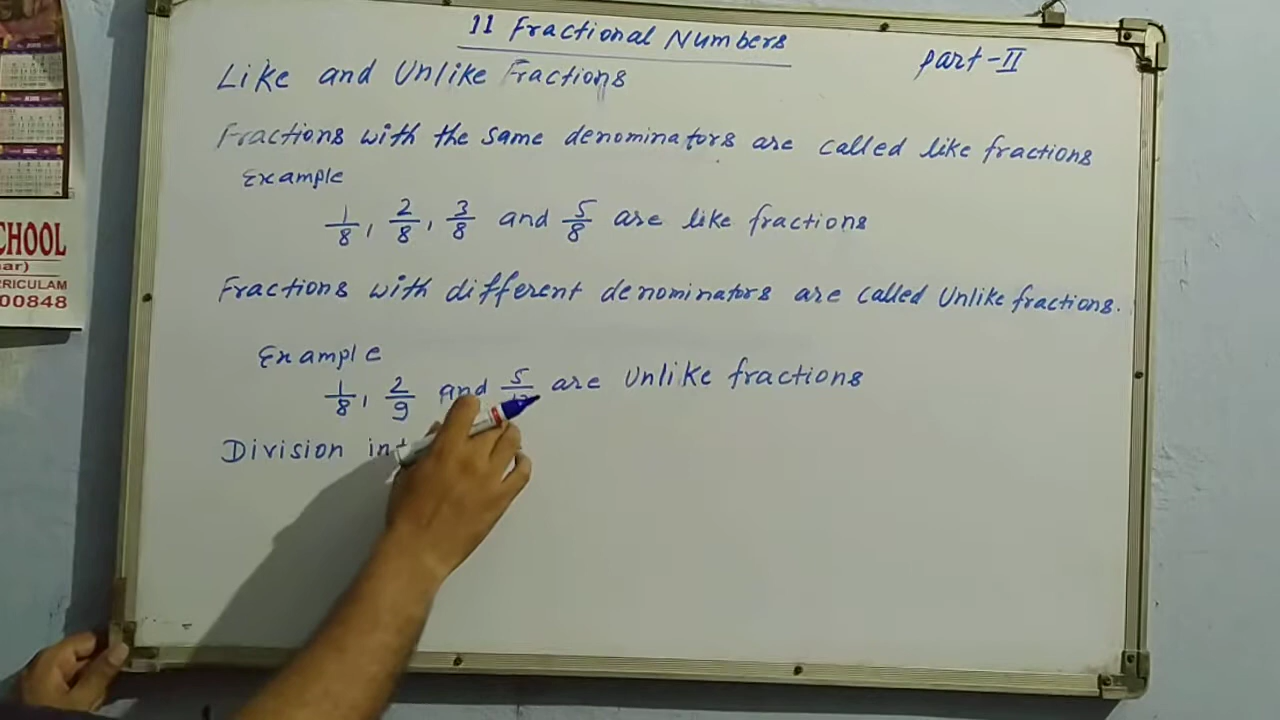 11 Fractional Numbers
Part-II
Like and Unlike Fractions
Fractions with the same denominators are called like fractions
Example
1/8, 2/8, 3/8 and 5/8 are like fractions
Fractions with different denominators are called Unlike fractions.
Example
1/8, 2/9 and 5/ are Unlike fractions
Division
CHOOL
ar)
RRICULAM
00848